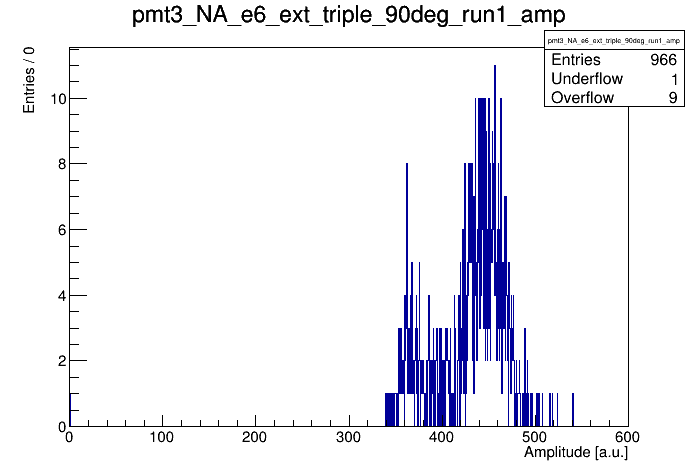 pmt3_NA_e6_ext_triple_90deg_run1_amp
pmt3_NA_e6_ext_triple_90deg_run1_amp
Entries 966
Underflow 1
Overflow 9
Entries / 0
10
8
6
4
2
0
0 100 200 300 400 500 600
Amplitude [a.u.]